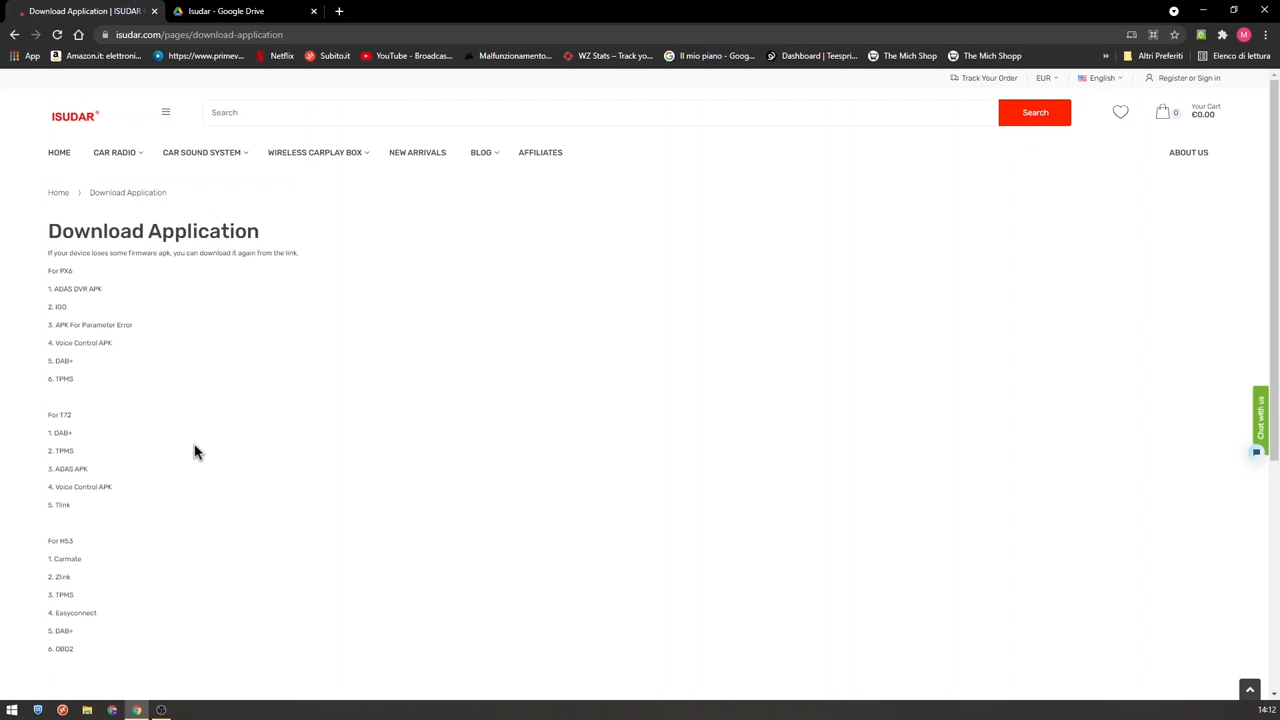 Download Application | ISUDAR
Isudar - Google Drive
isudar.com/pages/download-application
App
Amazon.it: elettroni...
https://www.primev...
Netflix
Subito.it
YouTube - Broadcas...
Malfunzionamento...
WZ Stats – Track yo...
Il mio piano - Goog...
Dashboard | Teespri...
The Mich Shop
The Mich Shopp
»
Altri Preferiti
Elenco di lettura
Track Your Order
EUR
English
Register or Sign in
ISUDAR®
Search
Search
0
Your Cart
€0.00
HOME
CAR RADIO
CAR SOUND SYSTEM
WIRELESS CARPLAY BOX
NEW ARRIVALS
BLOG
AFFILIATES
ABOUT US
Home > Download Application
Download Application
If your device loses some firmware apk, you can download it again from the link.
For PX6
1. ADAS DVR APK
2. IGO
3. APK For Parameter Error
4. Voice Control APK
5. DAB+
6. TPMS
For T72
1. DAB+
2. TPMS
3. ADAS APK
4. Voice Control APK
5. Tlink
For H53
1. Carmate
2. Zlink
3. TPMS
4. Easyconnect
5. DAB+
6. OBD2
Chat with us
14:12